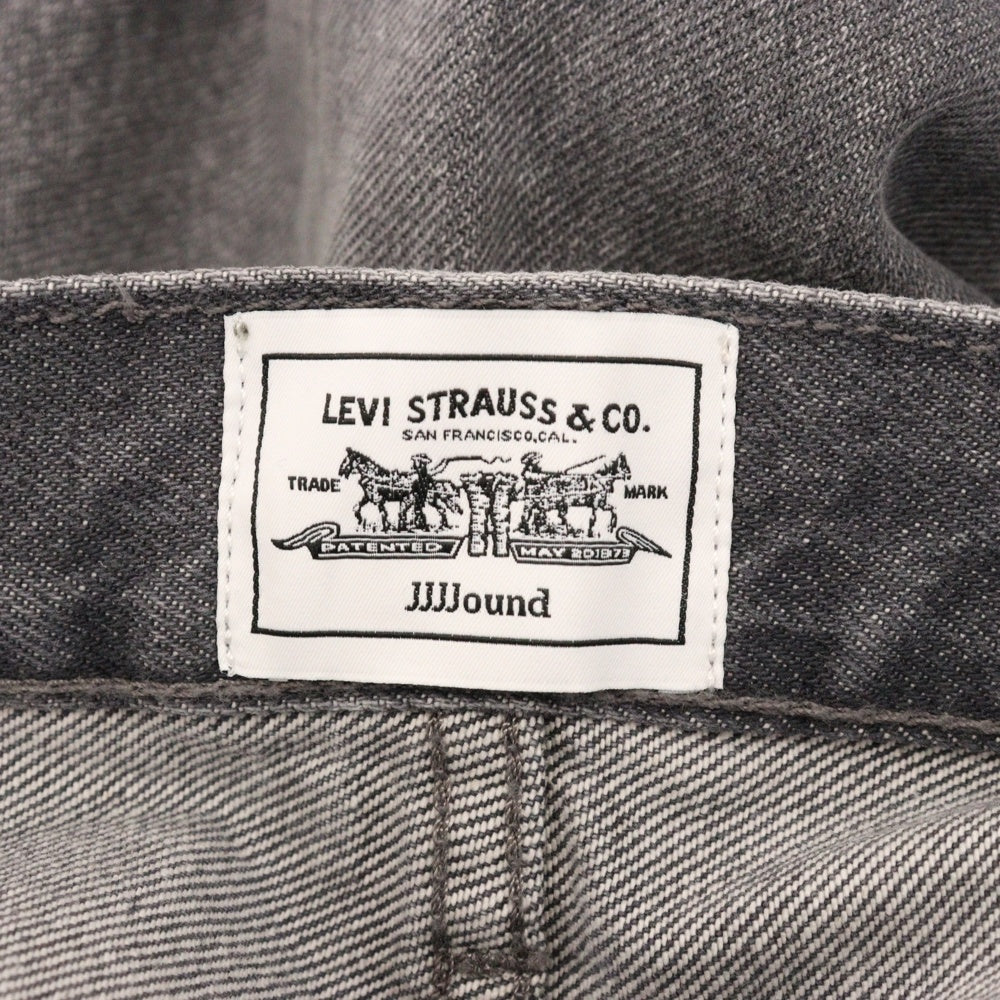 LEVI STRAUSS & CO.
SAN FRANCISCO, CAL.
TRADE MARK
PATENTED MAY 20 1873
JJJJound